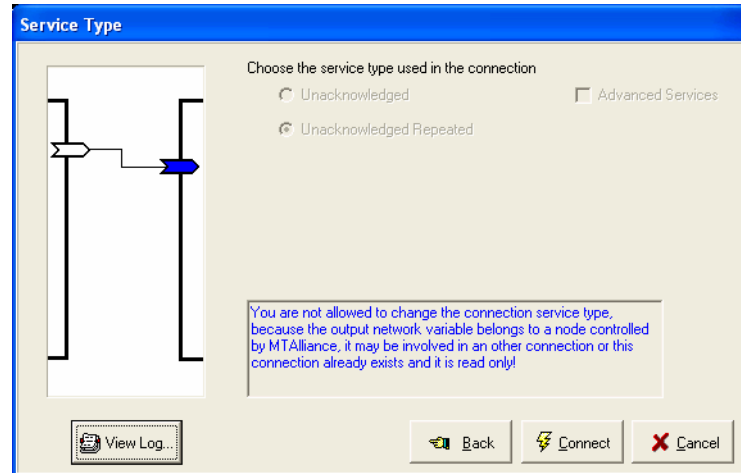 Service Type
Choose the service type used in the connection
Unacknowledged
Advanced Services
Unacknowledged Repeated
You are not allowed to change the connection service type,
because the output network variable belongs to a node controlled
by MTAlliance, it may be involved in an other connection or this
connection already exists and it is read only!
View Log...
Back
Connect
Cancel